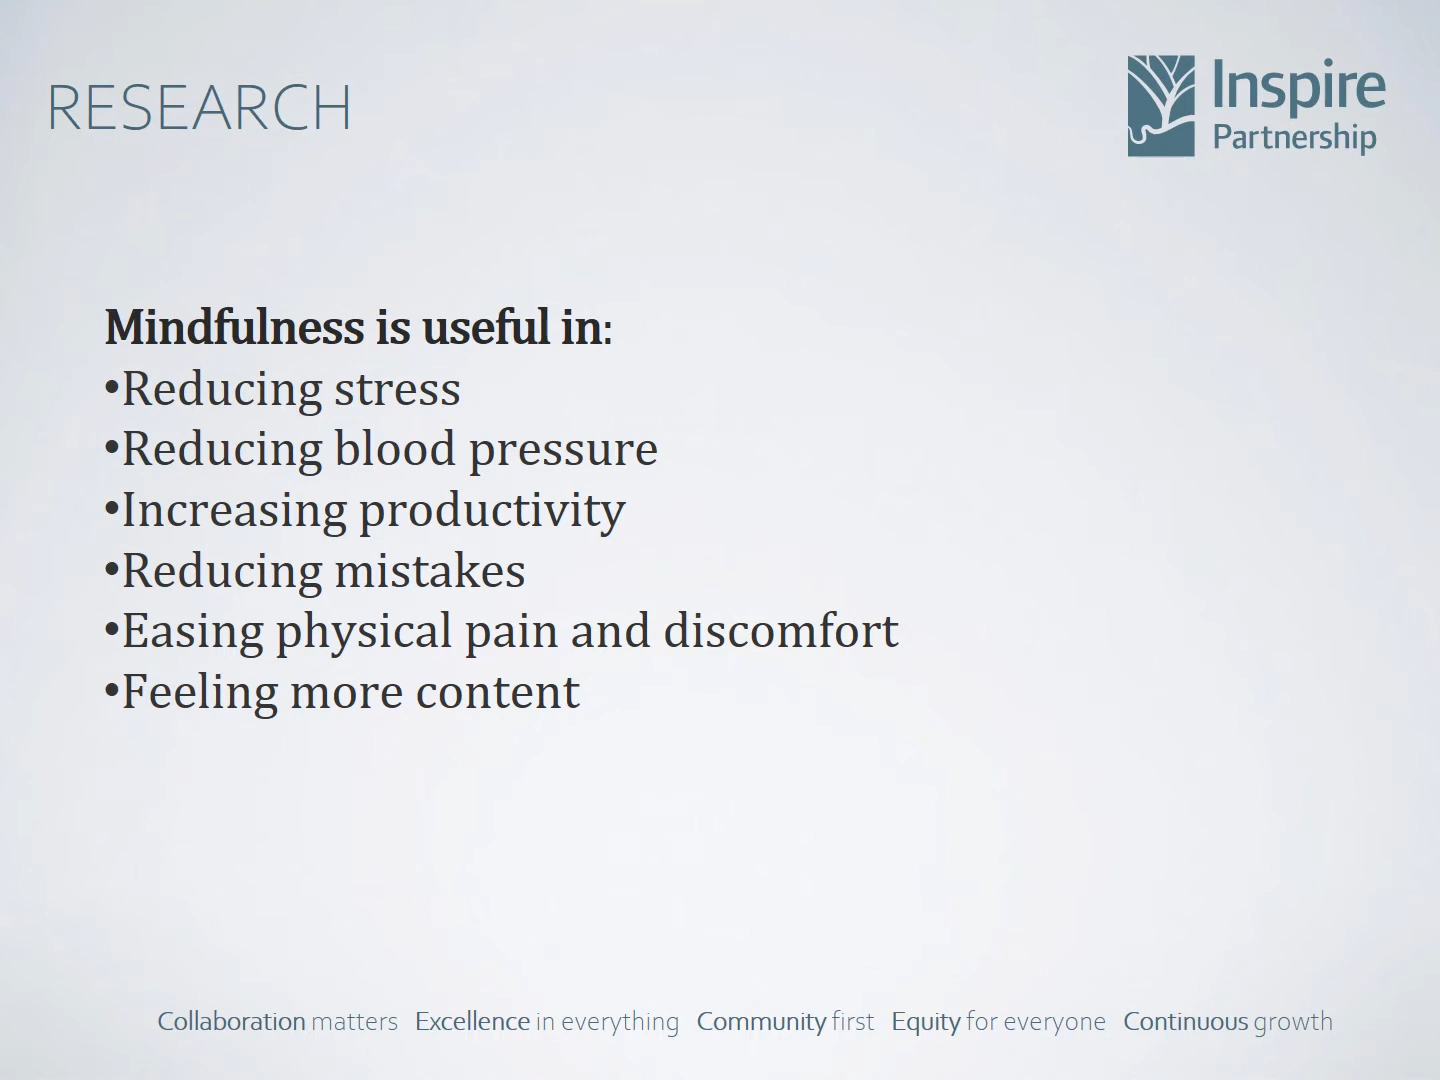 RESEARCH
Inspire
Partnership
Mindfulness is useful in:
•Reducing stress
•Reducing blood pressure
•Increasing productivity
•Reducing mistakes
•Easing physical pain and discomfort
•Feeling more content
Collaboration matters Excellence in everything Community first Equity for everyone Continuous growth